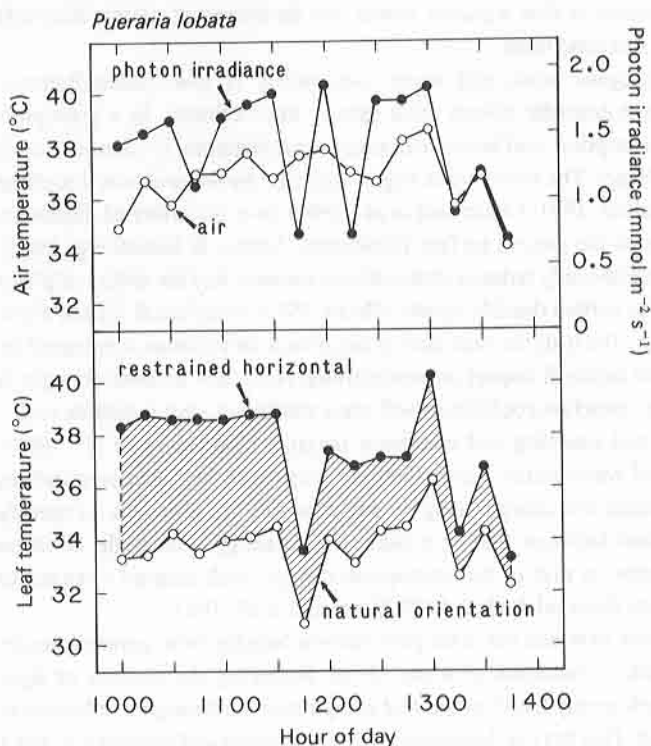 Pueraria lobata
Air temperature (°C)
40
38
36
34
32
photon irradiance
air
2.0
1.5
1.0
0.5
0
Photon irradiance (mmol m⁻² s⁻¹)
Leaf temperature (°C)
40
38
36
34
32
30
restrained horizontal
natural orientation
1000
1100
1200
1300
1400
Hour of day